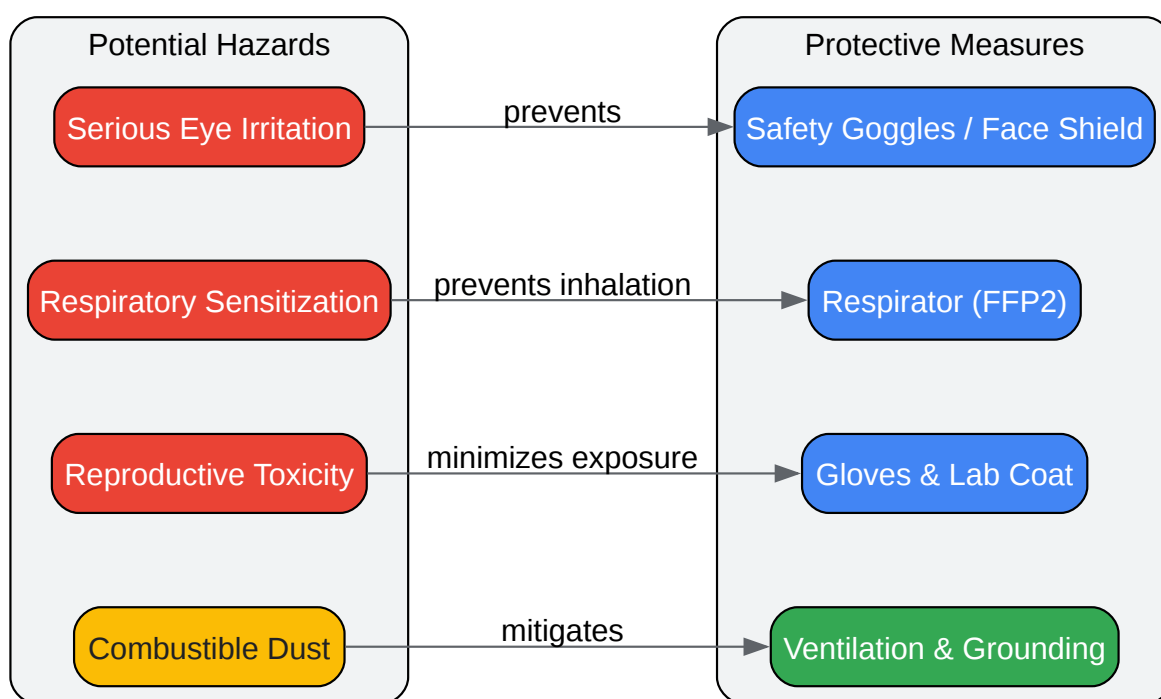 Potential Hazards
Protective Measures
Serious Eye Irritation
prevents
Safety Goggles / Face Shield
Respiratory Sensitization
prevents inhalation
Respirator (FFP2)
Reproductive Toxicity
minimizes exposure
Gloves & Lab Coat
Combustible Dust
mitigates
Ventilation & Grounding